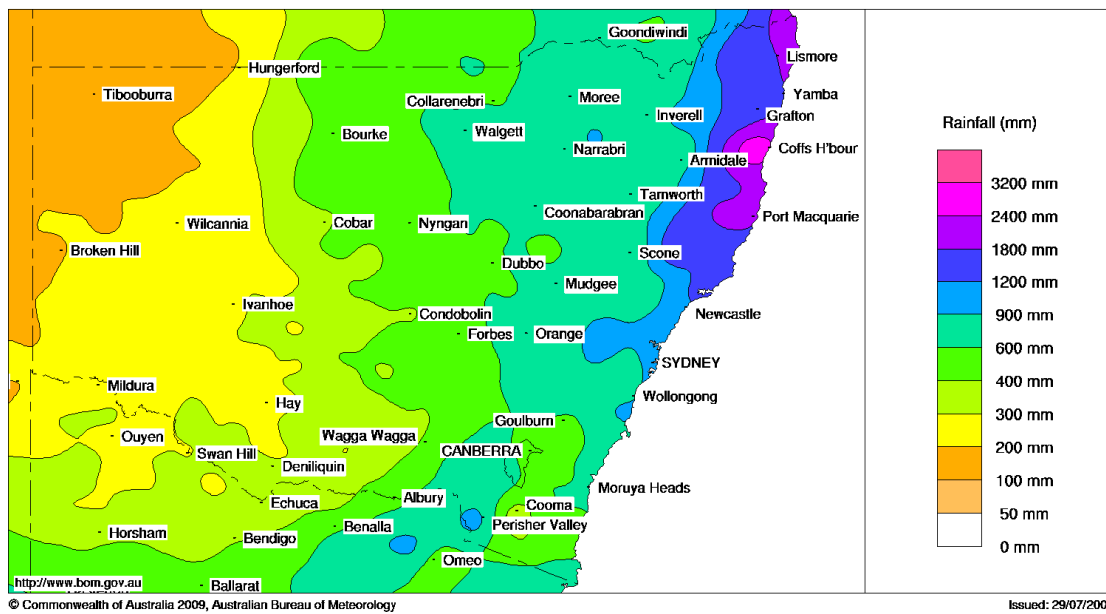 Goondiwindi
Lismore
Hungerford
Tibooburra
Collarenebri
Moree
Yamba
Inverell
Grafton
Rainfall (mm)
Bourke
Walgett
Narrabri
Coffs H'bour
Armidale
3200 mm
Tamworth
2400 mm
Wilcannia
Cobar
Nyngan
Coonabarabran
Port Macquarie
1800 mm
Broken Hill
Dubbo
Scone
1200 mm
Mudgee
Ivanhoe
Condobolin
Newcastle
900 mm
Forbes
Orange
600 mm
SYDNEY
Mildura
400 mm
Hay
Wollongong
300 mm
Ouyen
Wagga Wagga
Goulburn
200 mm
Swan Hill
CANBERRA
Deniliquin
100 mm
Echuca
Albury
Moruya Heads
Cooma
50 mm
Horsham
Bendigo
Benalla
Perisher Valley
0 mm
Omeo
http://www.bom.gov.au
Ballarat
© Commonwealth of Australia 2009, Australian Bureau of Meteorology
Issued: 29/07/200